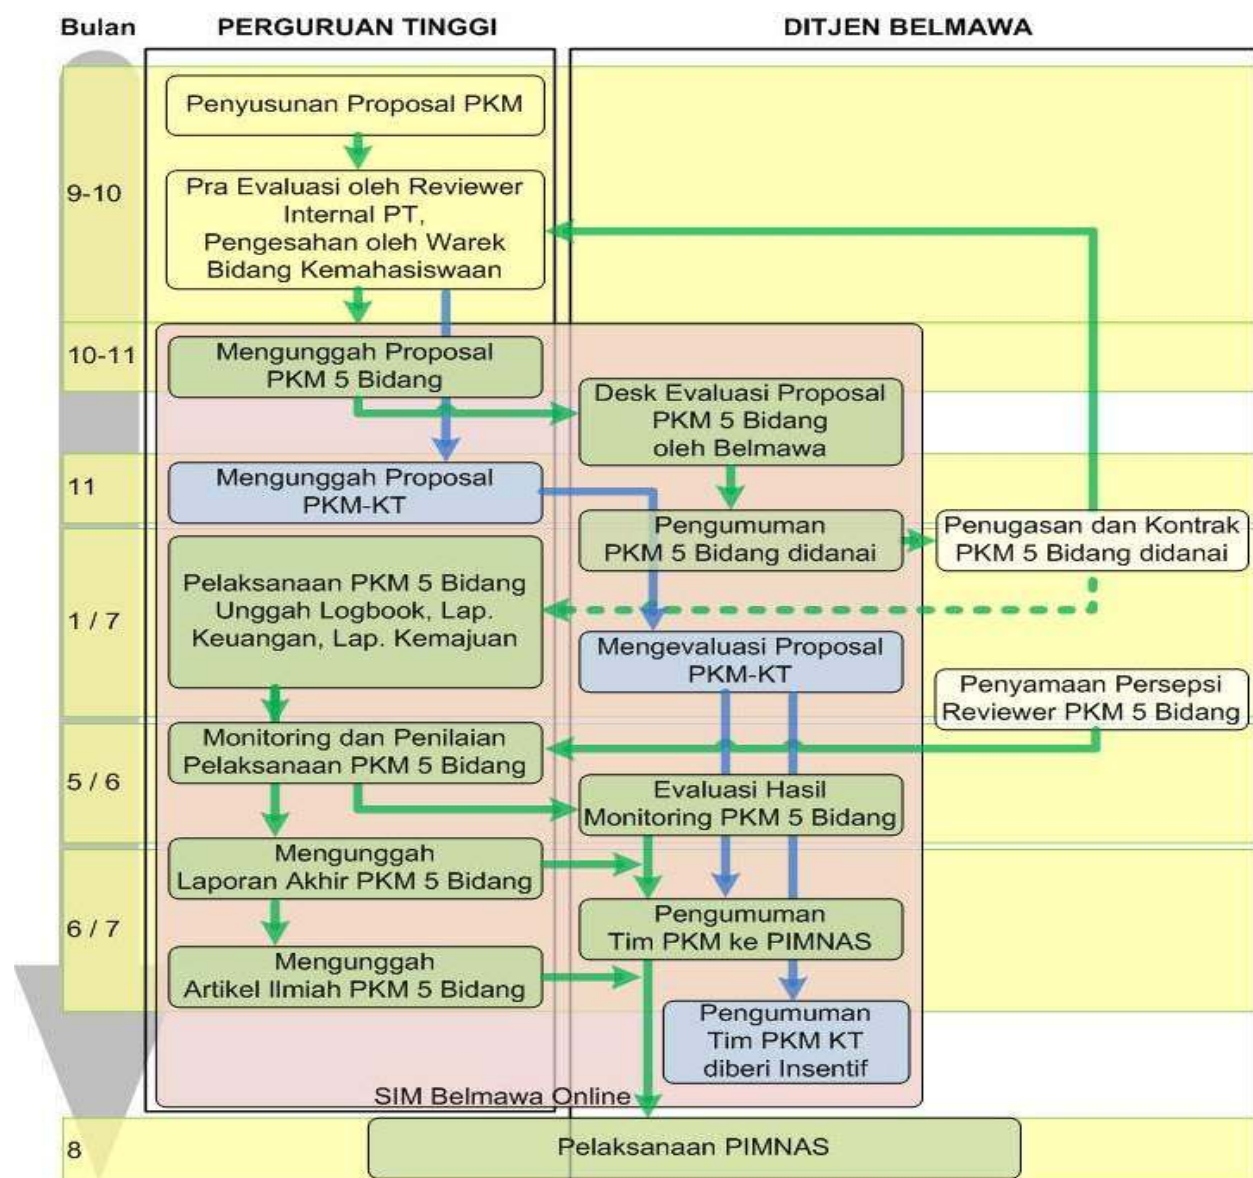 Bulan
PERGURUAN TINGGI
DITJEN BELMAWA
9-10
Penyusunan Proposal PKM
Pra Evaluasi oleh Reviewer
Internal PT,
Pengesahan oleh Warek
Bidang Kemahasiswaan
10-11
Mengunggah Proposal
PKM 5 Bidang
Desk Evaluasi Proposal
PKM 5 Bidang
oleh Belmawa
11
Mengunggah Proposal
PKM-KT
Pengumuman
PKM 5 Bidang didanai
Penugasan dan Kontrak
PKM 5 Bidang didanai
1 / 7
Pelaksanaan PKM 5 Bidang
Unggah Logbook, Lap.
Keuangan, Lap. Kemajuan
Mengevaluasi Proposal
PKM-KT
Penyamaan Persepsi
Reviewer PKM 5 Bidang
5 / 6
Monitoring dan Penilaian
Pelaksanaan PKM 5 Bidang
Evaluasi Hasil
Monitoring PKM 5 Bidang
6 / 7
Mengunggah
Laporan Akhir PKM 5 Bidang
Pengumuman
Tim PKM ke PIMNAS
Mengunggah
Artikel Ilmiah PKM 5 Bidang
Pengumuman
Tim PKM KT
diberi Insentif
SIM Belmawa Online
8
Pelaksanaan PIMNAS